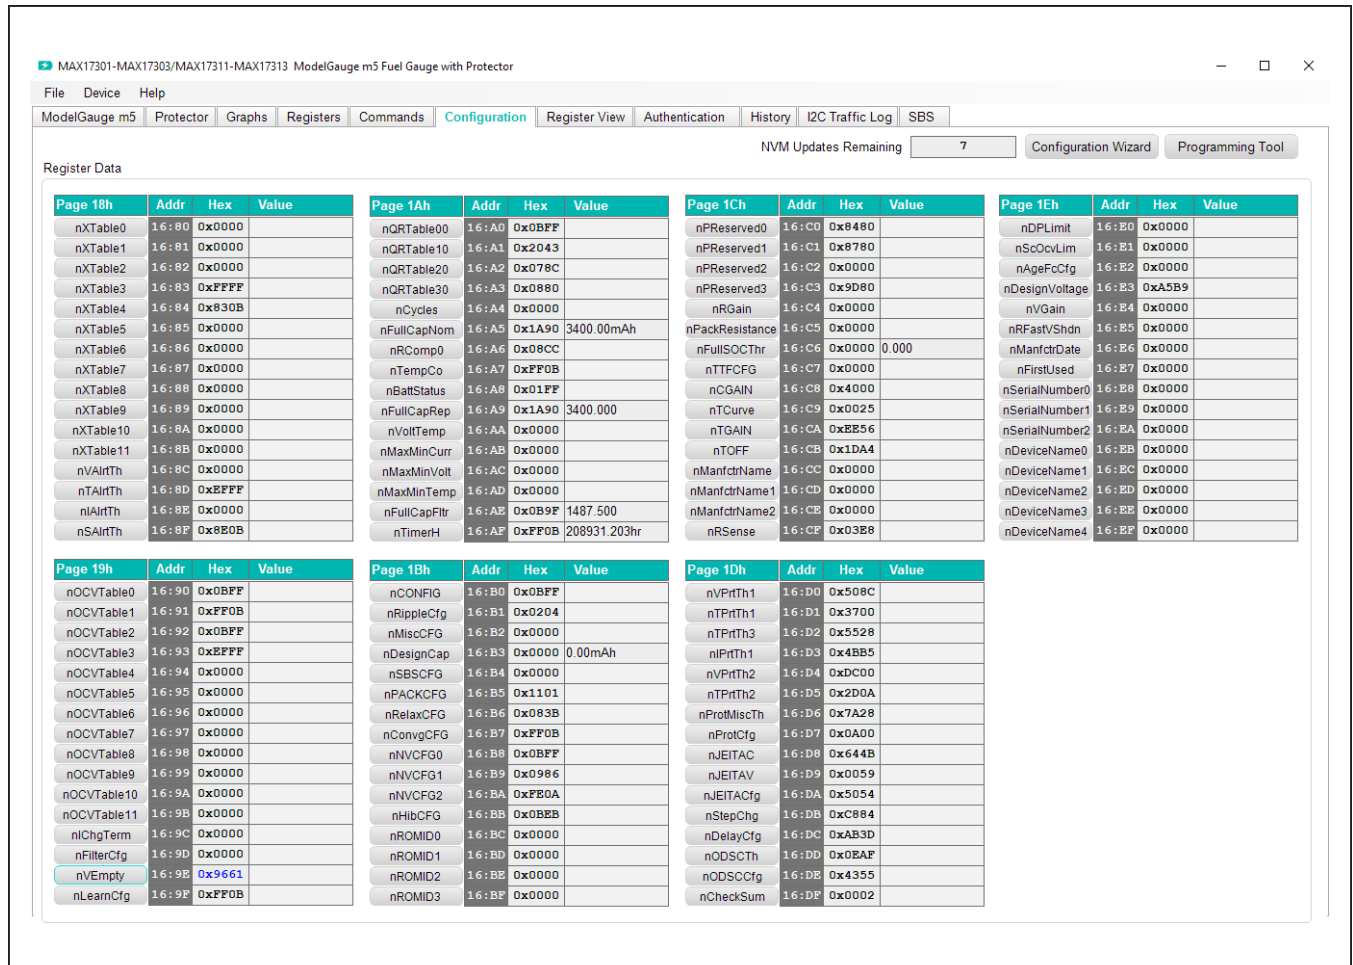 MAX17301-MAX17303/MAX17311-MAX17313 ModelGauge m5 Fuel Gauge with Protector
File Device Help
ModelGauge m5 Protector Graphs Registers Commands Configuration Register View Authentication History I2C Traffic Log SBS
NVM Updates Remaining 7 Configuration Wizard Programming Tool
Register Data
Page 18h Addr Hex Value
nXTable0 16:80 0x0000
nXTable1 16:81 0x0000
nXTable2 16:82 0x0000
nXTable3 16:83 0xFFFF
nXTable4 16:84 0x830B
nXTable5 16:85 0x0000
nXTable6 16:86 0x0000
nXTable7 16:87 0x0000
nXTable8 16:88 0x0000
nXTable9 16:89 0x0000
nXTable10 16:8A 0x0000
nXTable11 16:8B 0x0000
nVAlrtTh 16:8C 0x0000
nTAlrtTh 16:8D 0xEFFF
nIAlrtTh 16:8E 0x0000
nSAlrtTh 16:8F 0x8E0B
Page 1Ah Addr Hex Value
nQRTable00 16:A0 0x0BFF
nQRTable10 16:A1 0x2043
nQRTable20 16:A2 0x078C
nQRTable30 16:A3 0x0880
nCycles 16:A4 0x0000
nFullCapNom 16:A5 0x1A90 3400.00mAh
nRComp0 16:A6 0x08CC
nTempCo 16:A7 0xFF0B
nBattStatus 16:A8 0x01FF
nFullCapRep 16:A9 0x1A90 3400.000
nVoltTemp 16:AA 0x0000
nMaxMinCurr 16:AB 0x0000
nMaxMinVolt 16:AC 0x0000
nMaxMinTemp 16:AD 0x0000
nFullCapFltr 16:AE 0x0B9F 1487.500
nTimerH 16:AF 0xFF0B 208931.203hr
Page 1Ch Addr Hex Value
nPReserved0 16:C0 0x8480
nPReserved1 16:C1 0x8780
nPReserved2 16:C2 0x0000
nPReserved3 16:C3 0x9D80
nRGain 16:C4 0x0000
nPackResistance 16:C5 0x0000
nFullSOCThr 16:C6 0x0000 0.000
nTTFCFG 16:C7 0x0000
nCGAIN 16:C8 0x4000
nTCurve 16:C9 0x0025
nTGAIN 16:CA 0xEE56
nTOFF 16:CB 0x1DA4
nManfctrName 16:CC 0x0000
nManfctrName1 16:CD 0x0000
nManfctrName2 16:CE 0x0000
nRSense 16:CF 0x03E8
Page 1Eh Addr Hex Value
nDPLimit 16:E0 0x0000
nScOcvLim 16:E1 0x0000
nAgeFcCfg 16:E2 0x0000
nDesignVoltage 16:E3 0xA5B9
nVGain 16:E4 0x0000
nRFastVShdn 16:E5 0x0000
nManfctrDate 16:E6 0x0000
nFirstUsed 16:E7 0x0000
nSerialNumber0 16:E8 0x0000
nSerialNumber1 16:E9 0x0000
nSerialNumber2 16:EA 0x0000
nDeviceName0 16:EB 0x0000
nDeviceName1 16:EC 0x0000
nDeviceName2 16:ED 0x0000
nDeviceName3 16:EE 0x0000
nDeviceName4 16:EF 0x0000
Page 19h Addr Hex Value
nOCVTable0 16:90 0x0BFF
nOCVTable1 16:91 0xFF0B
nOCVTable2 16:92 0x0BFF
nOCVTable3 16:93 0xEFFF
nOCVTable4 16:94 0x0000
nOCVTable5 16:95 0x0000
nOCVTable6 16:96 0x0000
nOCVTable7 16:97 0x0000
nOCVTable8 16:98 0x0000
nOCVTable9 16:99 0x0000
nOCVTable10 16:9A 0x0000
nOCVTable11 16:9B 0x0000
nIChgTerm 16:9C 0x0000
nFilterCfg 16:9D 0x0000
nVEmpty 16:9E 0x9661
nLearnCfg 16:9F 0xFF0B
Page 1Bh Addr Hex Value
nCONFIG 16:B0 0x0BFF
nRippleCfg 16:B1 0x0204
nMiscCFG 16:B2 0x0000
nDesignCap 16:B3 0x0000 0.00mAh
nSBSCFG 16:B4 0x0000
nPACKCFG 16:B5 0x1101
nRelaxCFG 16:B6 0x083B
nConvgCFG 16:B7 0xFF0B
nNVCFG0 16:B8 0x0BFF
nNVCFG1 16:B9 0x0986
nNVCFG2 16:BA 0xFE0A
nHibCFG 16:BB 0x0BEB
nROMID0 16:BC 0x0000
nROMID1 16:BD 0x0000
nROMID2 16:BE 0x0000
nROMID3 16:BF 0x0000
Page 1Dh Addr Hex Value
nVPrtTh1 16:D0 0x508C
nTPrtTh1 16:D1 0x3700
nTPrtTh3 16:D2 0x5528
nIPrtTh1 16:D3 0x4BB5
nVPrtTh2 16:D4 0xDC00
nTPrtTh2 16:D5 0x2D0A
nProtMiscTh 16:D6 0x7A28
nProtCfg 16:D7 0x0A00
nJEITAC 16:D8 0x644B
nJEITAV 16:D9 0x0059
nJEITACfg 16:DA 0x5054
nStepChg 16:DB 0xC884
nDelayCfg 16:DC 0xAB3D
nODSCTh 16:DD 0x0EAF
nODSCCfg 16:DE 0x4355
nCheckSum 16:DF 0x0002